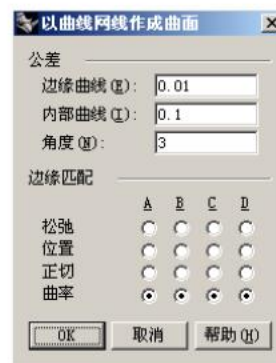 以曲线网线作成曲面
公差
边缘曲线(E): 0.01
内部曲线(I): 0.1
角度(N): 3
边缘匹配
A B C D
松弛
位置
正切
曲率
OK 取消 帮助(H)